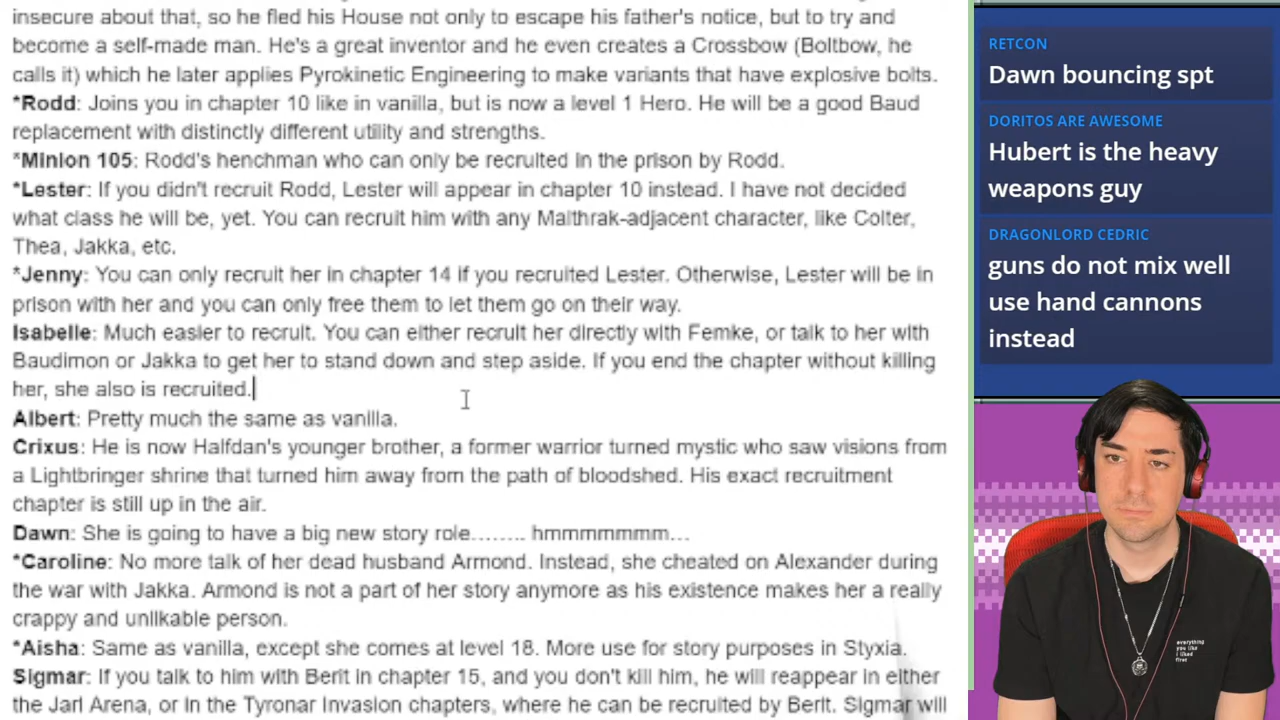 insecure about that, so he fled his House not only to escape his father's notice, but to try and
become a self-made man. He's a great inventor and he even creates a Crossbow (Boltbow, he
calls it) which he later applies Pyrokinetic Engineering to make variants that have explosive bolts.
*Rodd: Joins you in chapter 10 like in vanilla, but is now a level 1 Hero. He will be a good Baud
replacement with distinctly different utility and strengths.
*Minion 105: Rodd's henchman who can only be recruited in the prison by Rodd.
*Lester: If you didn't recruit Rodd, Lester will appear in chapter 10 instead. I have not decided
what class he will be, yet. You can recruit him with any Malthrak-adjacent character, like Colter,
Thea, Jakka, etc.
*Jenny: You can only recruit her in chapter 14 if you recruited Lester. Otherwise, Lester will be in
prison with her and you can only free them to let them go on their way.
Isabelle: Much easier to recruit. You can either recruit her directly with Femke, or talk to her with
Baudimon or Jakka to get her to stand down and step aside. If you end the chapter without killing
her, she also is recruited.
Albert: Pretty much the same as vanilla.
Crixus: He is now Halfdan's younger brother, a former warrior turned mystic who saw visions from
a Lightbringer shrine that turned him away from the path of bloodshed. His exact recruitment
chapter is still up in the air.
Dawn: She is going to have a big new story role........ hmmmmmmm...
*Caroline: No more talk of her dead husband Armond. Instead, she cheated on Alexander during
the war with Jakka. Armond is not a part of her story anymore as his existence makes her a really
crappy and unlikable person.
*Aisha: Same as vanilla, except she comes at level 18. More use for story purposes in Styxia.
Sigmar: If you talk to him with Berit in chapter 15, and you don't kill him, he will reappear in either
the Jarl Arena, or in the Tyronar Invasion chapters, where he can be recruited by Berit. Sigmar will
RETCON
Dawn bouncing spt
DORITOS ARE AWESOME
Hubert is the heavy
weapons guy
DRAGONLORD CEDRIC
guns do not mix well
use hand cannons
instead
everything
you like
i liked
first